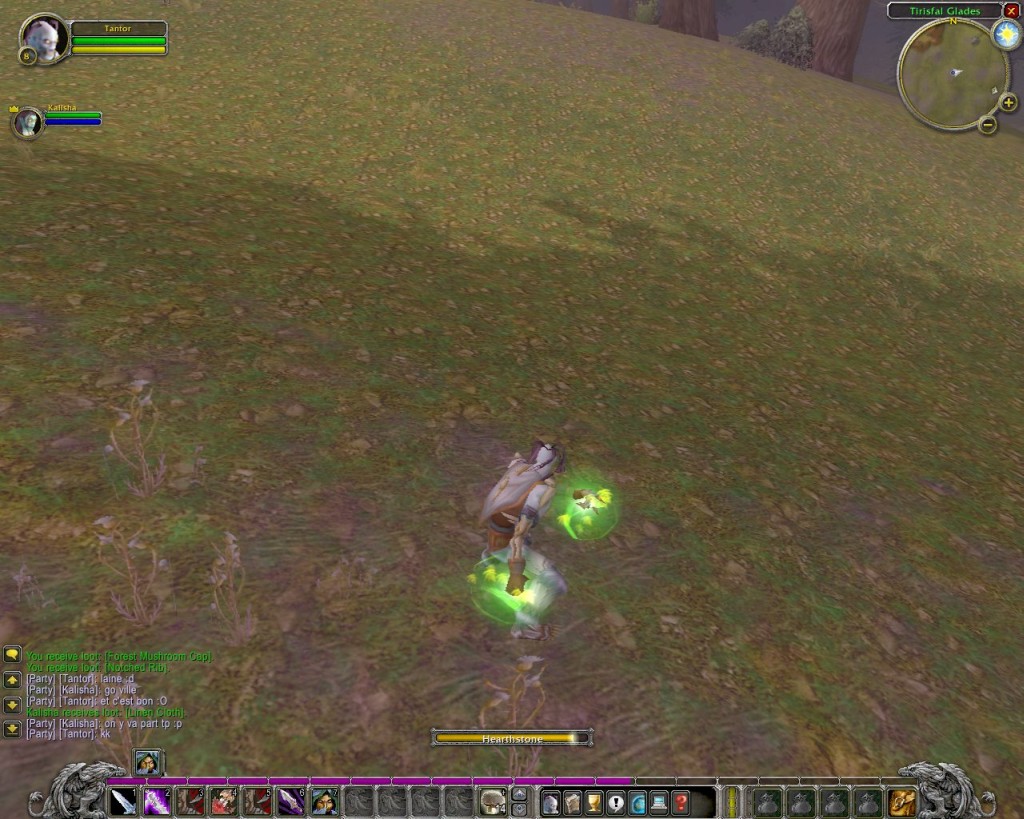 Tantor
Tirisfal Glades
N
8
Kalisha
You receive loot: [Forest Mushroom Cap].
You receive loot: [Notched Rib].
[Party] [Tantor]: laine :d
[Party] [Kalisha]: go ville
[Party] [Tantor]: et c'est bon :O
Kalisha receives loot: [Linen Cloth].
[Party] [Kalisha]: on y va part tp :p
[Party] [Tantor]: kk
Hearthstone